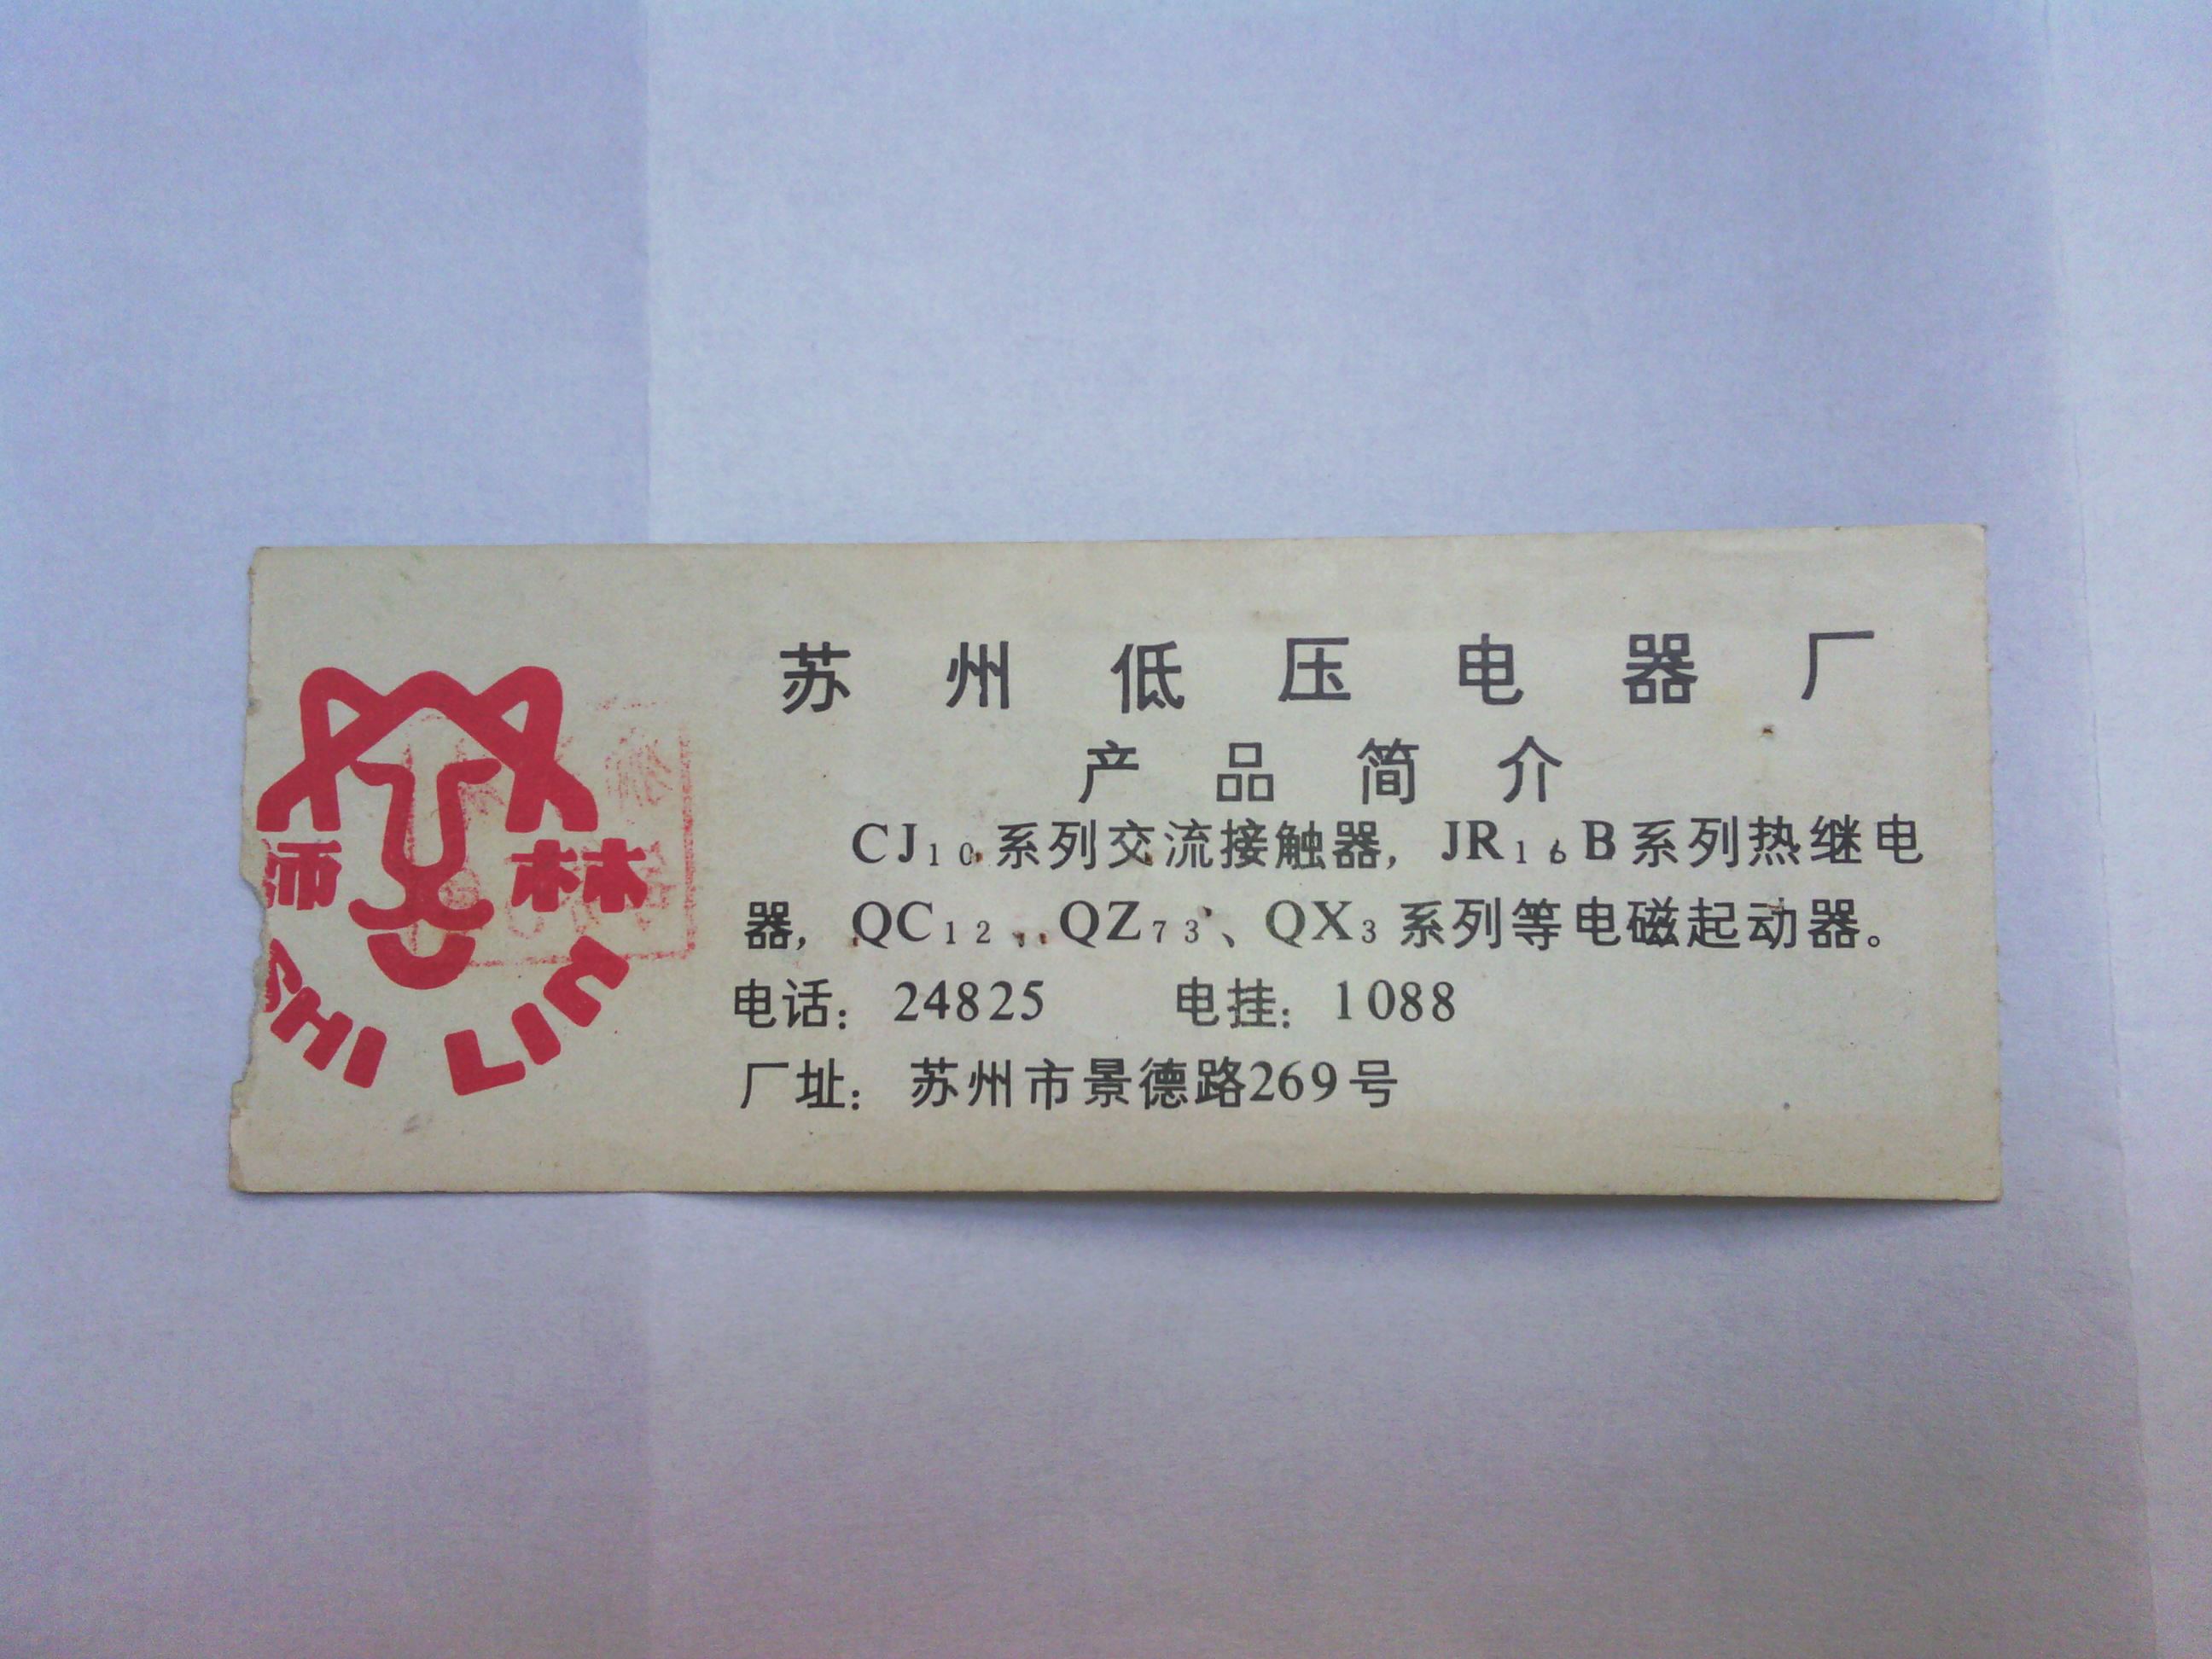 苏州低压电器厂
产品简介
CJ10系列交流接触器，JR16B系列热继电
器，QC12、QZ73、QX3系列等电磁起动器。
电话：24825 电挂：1088
厂址：苏州市景德路269号
师林
SHI LIN